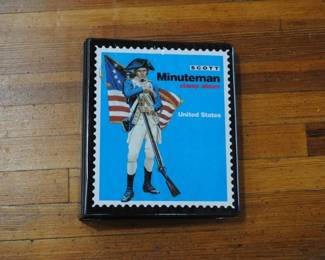 SCOTT
Minuteman
stamp album
United States